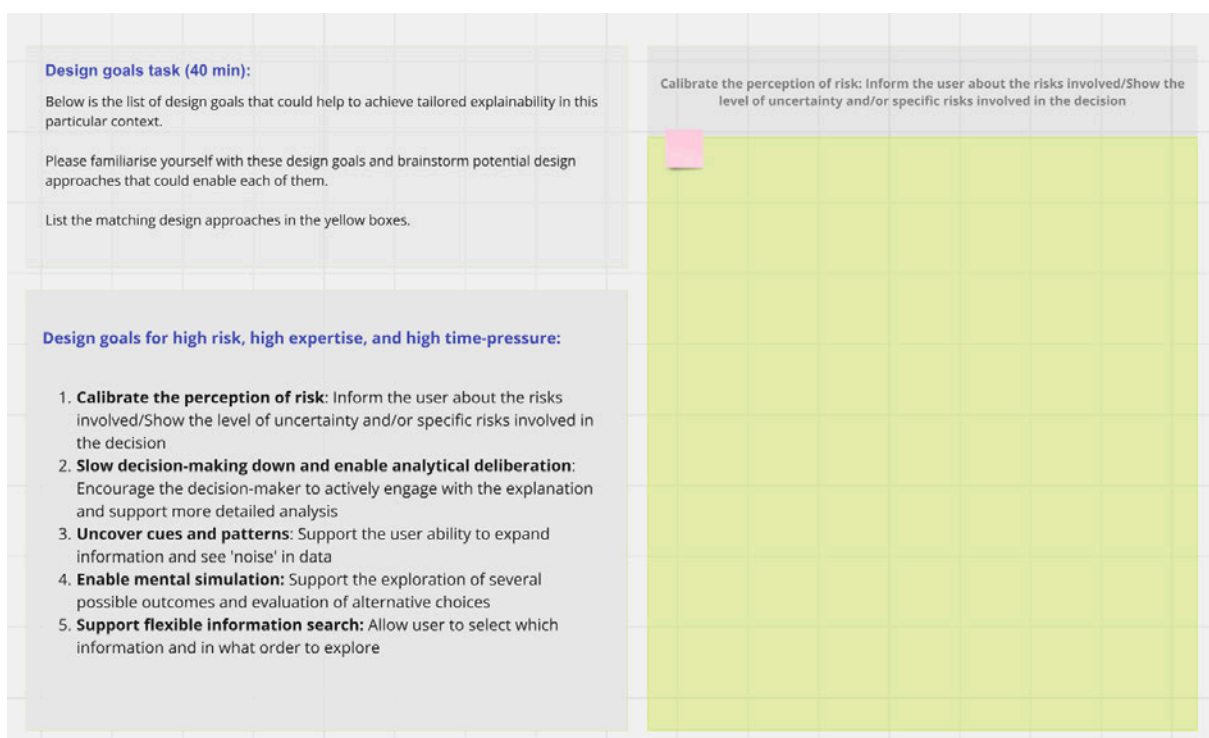 Design goals task (40 min):
Below is the list of design goals that could help to achieve tailored explainability in this
particular context.
Please familiarise yourself with these design goals and brainstorm potential design
approaches that could enable each of them.
List the matching design approaches in the yellow boxes.
Design goals for high risk, high expertise, and high time-pressure:
1. Calibrate the perception of risk: Inform the user about the risks
involved/Show the level of uncertainty and/or specific risks involved in
the decision
2. Slow decision-making down and enable analytical deliberation:
Encourage the decision-maker to actively engage with the explanation
and support more detailed analysis
3. Uncover cues and patterns: Support the user ability to expand
information and see 'noise' in data
4. Enable mental simulation: Support the exploration of several
possible outcomes and evaluation of alternative choices
5. Support flexible information search: Allow user to select which
information and in what order to explore
Calibrate the perception of risk: Inform the user about the risks involved/Show the
level of uncertainty and/or specific risks involved in the decision